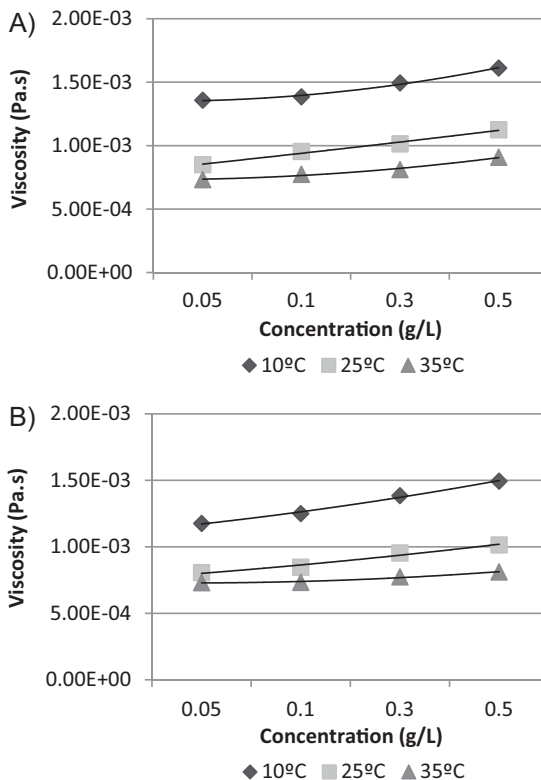 A)
2.00E-03
1.50E-03
1.00E-03
5.00E-04
0.00E+00
Viscosity (Pa.s)
0.05 0.1 0.3 0.5
Concentration (g/L)
10ºC 25ºC 35ºC
B)
2.00E-03
1.50E-03
1.00E-03
5.00E-04
0.00E+00
Viscosity (Pa.s)
0.05 0.1 0.3 0.5
Concentration (g/L)
10ºC 25ºC 35ºC